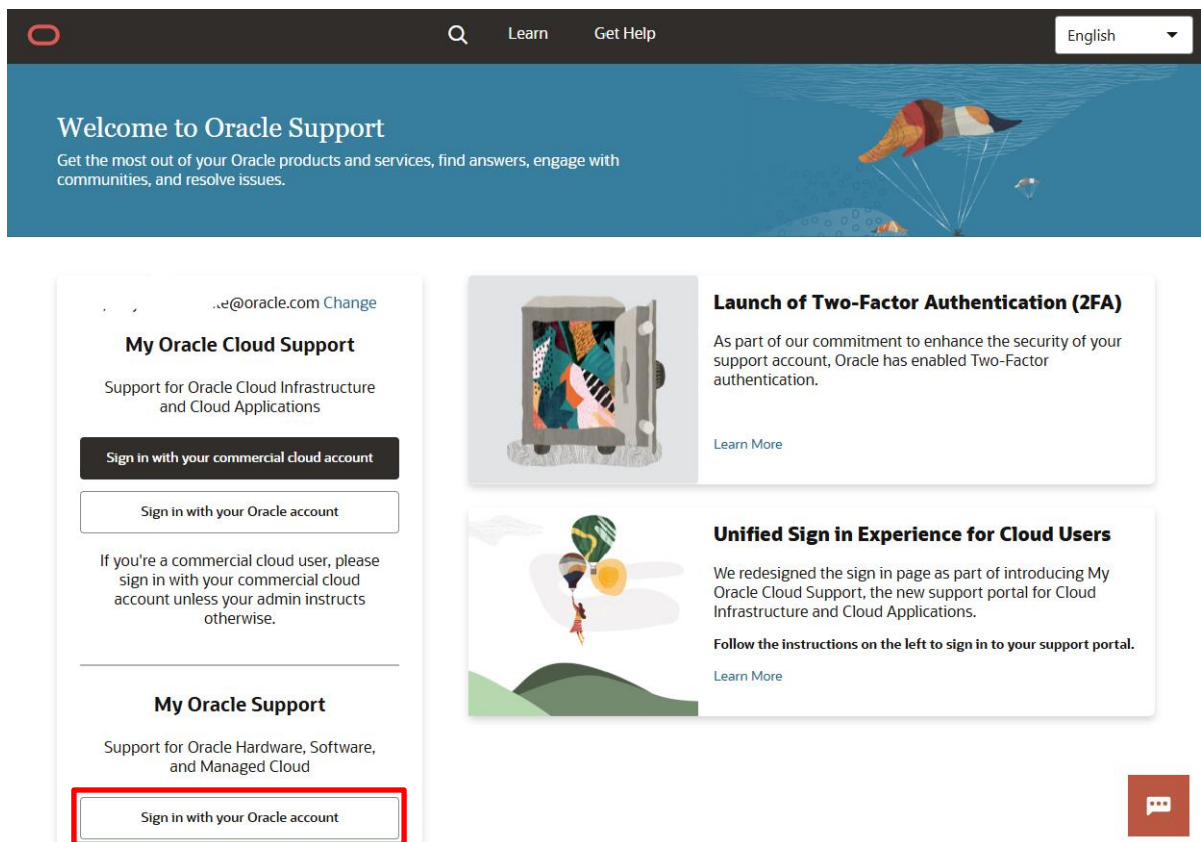 Learn Get Help English
Welcome to Oracle Support
Get the most out of your Oracle products and services, find answers, engage with
communities, and resolve issues.
@oracle.com Change
My Oracle Cloud Support
Support for Oracle Cloud Infrastructure
and Cloud Applications
Sign in with your commercial cloud account
Sign in with your Oracle account
If you're a commercial cloud user, please
sign in with your commercial cloud
account unless your admin instructs
otherwise.
My Oracle Support
Support for Oracle Hardware, Software,
and Managed Cloud
Sign in with your Oracle account
Launch of Two-Factor Authentication (2FA)
As part of our commitment to enhance the security of your
support account, Oracle has enabled Two-Factor
authentication.
Learn More
Unified Sign in Experience for Cloud Users
We redesigned the sign in page as part of introducing My
Oracle Cloud Support, the new support portal for Cloud
Infrastructure and Cloud Applications.
Follow the instructions on the left to sign in to your support portal.
Learn More